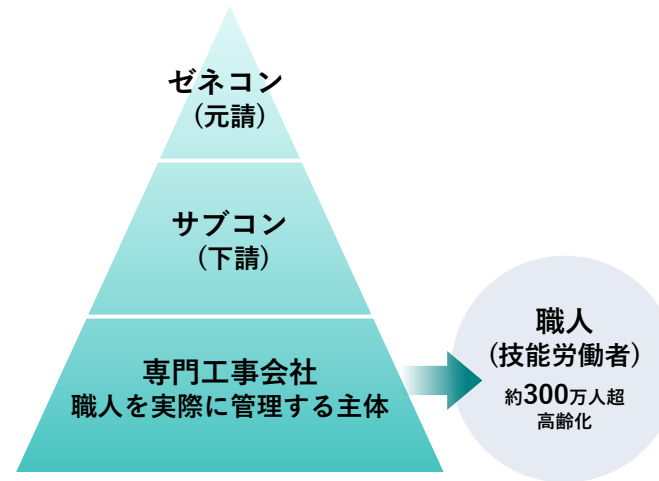 ゼネコン
(元請)
サブコン
(下請)
専門工事会社
職人を実際に管理する主体
職人
(技能労働者)
約300万人超
高齢化